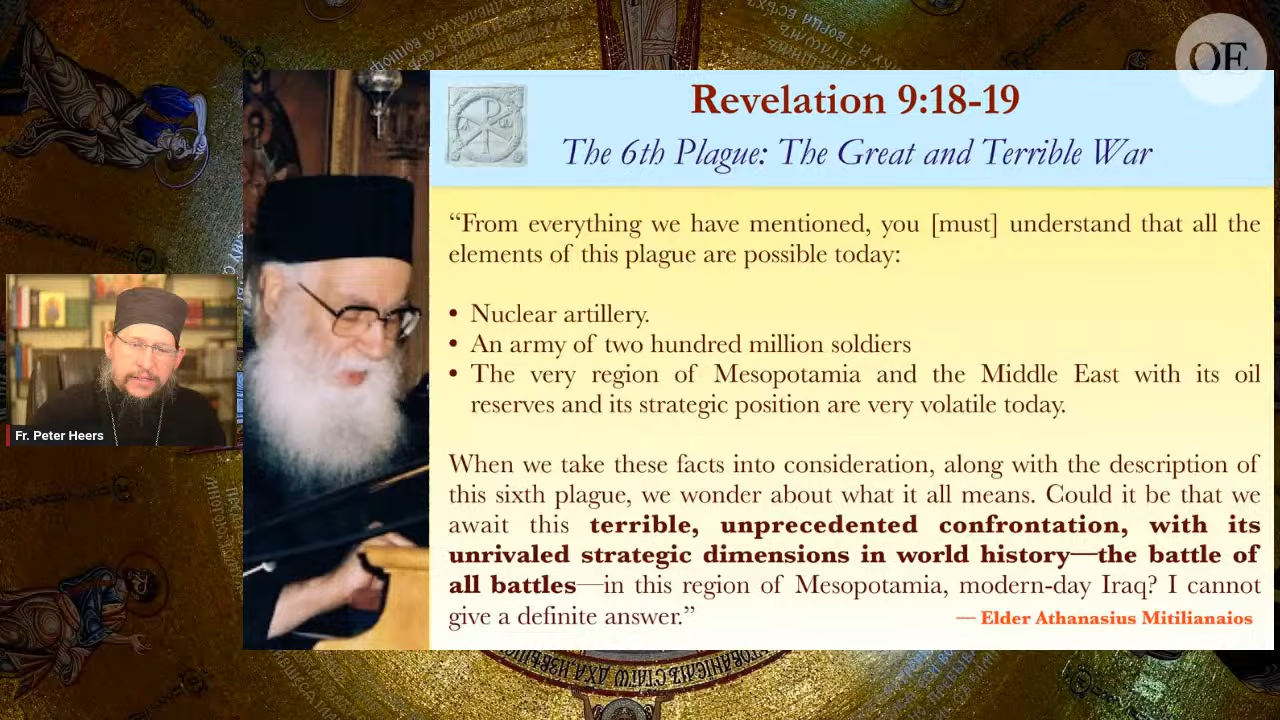 OE
Revelation 9:18-19
The 6th Plague: The Great and Terrible War
“From everything we have mentioned, you [must] understand that all the
elements of this plague are possible today:
• Nuclear artillery.
• An army of two hundred million soldiers
• The very region of Mesopotamia and the Middle East with its oil
reserves and its strategic position are very volatile today.
When we take these facts into consideration, along with the description of
this sixth plague, we wonder about what it all means. Could it be that we
await this terrible, unprecedented confrontation, with its
unrivaled strategic dimensions in world history—the battle of
all battles—in this region of Mesopotamia, modern-day Iraq? I cannot
give a definite answer.”
— Elder Athanasius Mitilianaios
Fr. Peter Heers